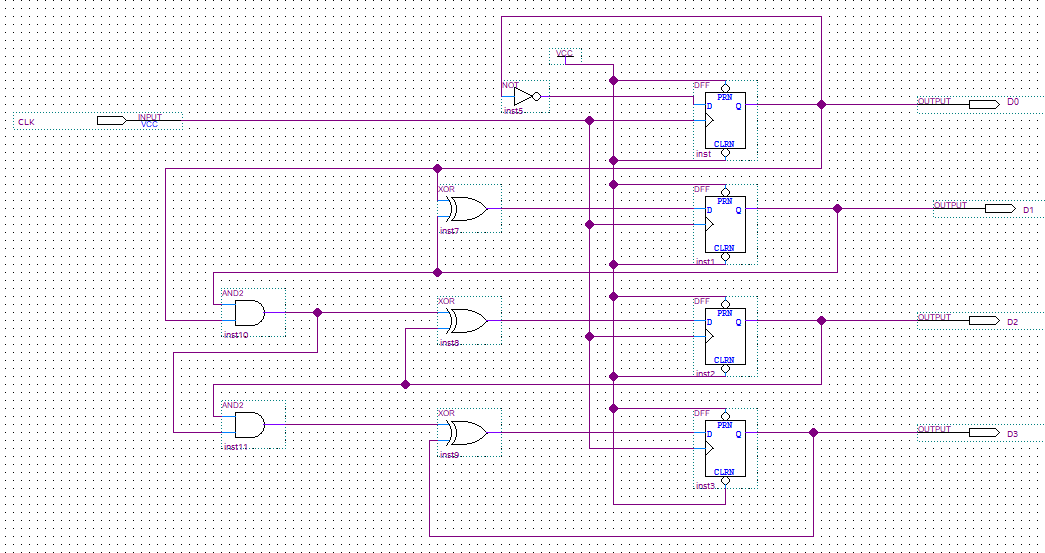 VCC
NOT
inst5
DFF
PRN
D Q
CLRN
inst
OUTPUT
D0
CLK
INPUT
VCC
XOR
inst7
DFF
PRN
D Q
CLRN
inst1
OUTPUT
D1
AND2
inst10
XOR
inst8
DFF
PRN
D Q
CLRN
inst2
OUTPUT
D2
AND2
inst11
XOR
inst9
DFF
PRN
D Q
CLRN
inst3
OUTPUT
D3